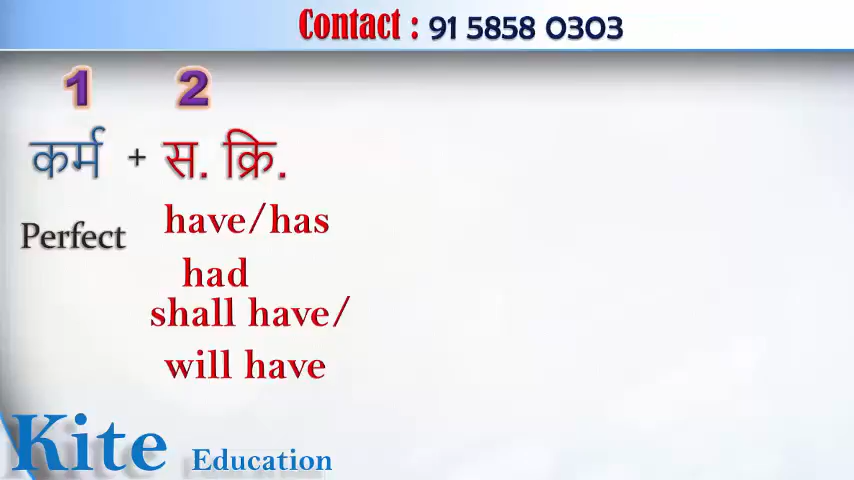 Contact : 91 5858 0303
1 2
कर्म + स. क्रि.
Perfect have/has
had
shall have/
will have
Kite Education